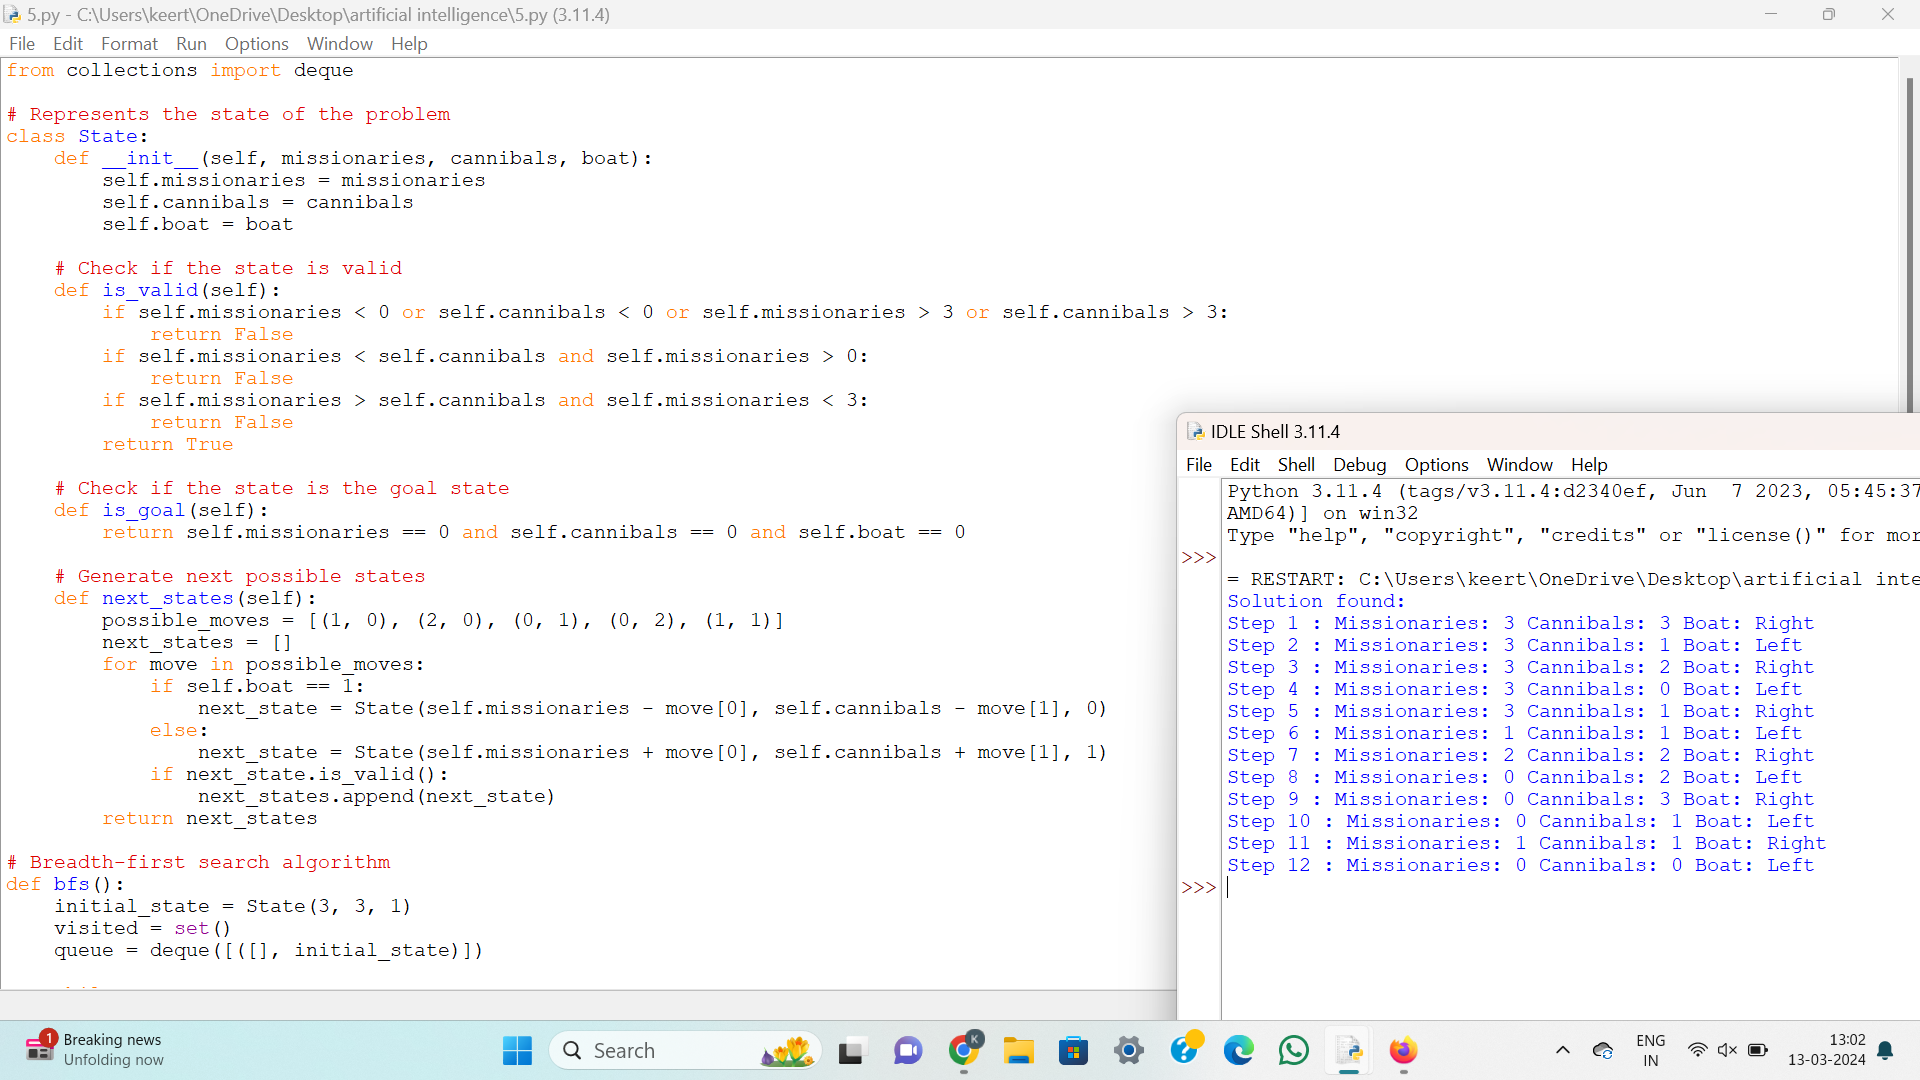 5.py - C:\Users\keert\OneDrive\Desktop\artificial intelligence\5.py (3.11.4)
File Edit Format Run Options Window Help
from collections import deque
# Represents the state of the problem
class State:
    def __init__(self, missionaries, cannibals, boat):
        self.missionaries = missionaries
        self.cannibals = cannibals
        self.boat = boat
    # Check if the state is valid
    def is_valid(self):
        if self.missionaries < 0 or self.cannibals < 0 or self.missionaries > 3 or self.cannibals > 3:
            return False
        if self.missionaries < self.cannibals and self.missionaries > 0:
            return False
        if self.missionaries > self.cannibals and self.missionaries < 3:
            return False
        return True
    # Check if the state is the goal state
    def is_goal(self):
        return self.missionaries == 0 and self.cannibals == 0 and self.boat == 0
    # Generate next possible states
    def next_states(self):
        possible_moves = [(1, 0), (2, 0), (0, 1), (0, 2), (1, 1)]
        next_states = []
        for move in possible_moves:
            if self.boat == 1:
                next_state = State(self.missionaries - move[0], self.cannibals - move[1], 0)
            else:
                next_state = State(self.missionaries + move[0], self.cannibals + move[1], 1)
            if next_state.is_valid():
                next_states.append(next_state)
        return next_states
# Breadth-first search algorithm
def bfs():
    initial_state = State(3, 3, 1)
    visited = set()
    queue = deque([([], initial_state)])
IDLE Shell 3.11.4
File Edit Shell Debug Options Window Help
Python 3.11.4 (tags/v3.11.4:d2340ef, Jun  7 2023, 05:45:37
AMD64)] on win32
Type "help", "copyright", "credits" or "license()" for mor
>>>
= RESTART: C:\Users\keert\OneDrive\Desktop\artificial inte
Solution found:
Step 1 : Missionaries: 3 Cannibals: 3 Boat: Right
Step 2 : Missionaries: 3 Cannibals: 1 Boat: Left
Step 3 : Missionaries: 3 Cannibals: 2 Boat: Right
Step 4 : Missionaries: 3 Cannibals: 0 Boat: Left
Step 5 : Missionaries: 3 Cannibals: 1 Boat: Right
Step 6 : Missionaries: 1 Cannibals: 1 Boat: Left
Step 7 : Missionaries: 2 Cannibals: 2 Boat: Right
Step 8 : Missionaries: 0 Cannibals: 2 Boat: Left
Step 9 : Missionaries: 0 Cannibals: 3 Boat: Right
Step 10 : Missionaries: 0 Cannibals: 1 Boat: Left
Step 11 : Missionaries: 1 Cannibals: 1 Boat: Right
Step 12 : Missionaries: 0 Cannibals: 0 Boat: Left
>>>
1
Breaking news
Unfolding now
Search
K
ENG
IN
13:02
13-03-2024